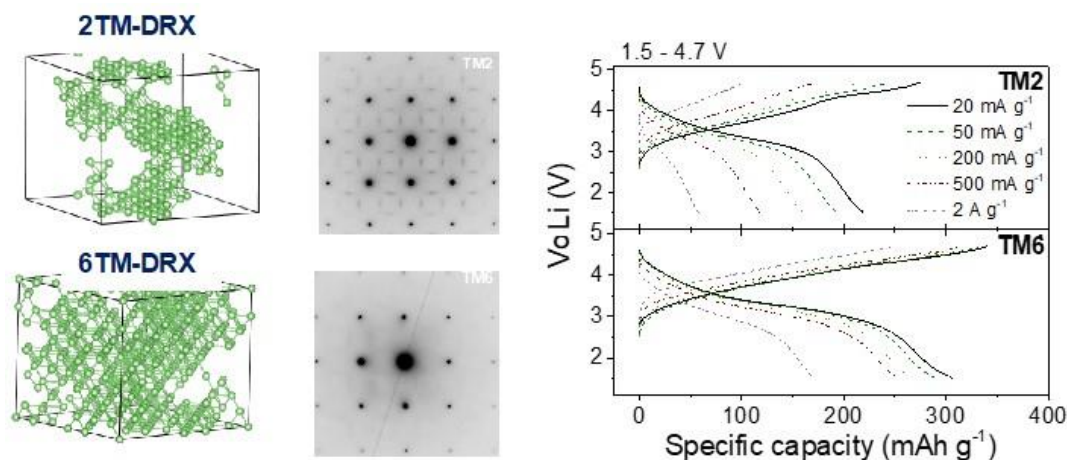 2TM-DRX
TM2
6TM-DRX
TM6
1.5 - 4.7 V
TM2
20 mA g⁻¹
50 mA g⁻¹
200 mA g⁻¹
500 mA g⁻¹
2 A g⁻¹
5
4
3
2
TM6
4
3
2
VoLi (V)
0
100
200
300
400
Specific capacity (mAh g⁻¹)